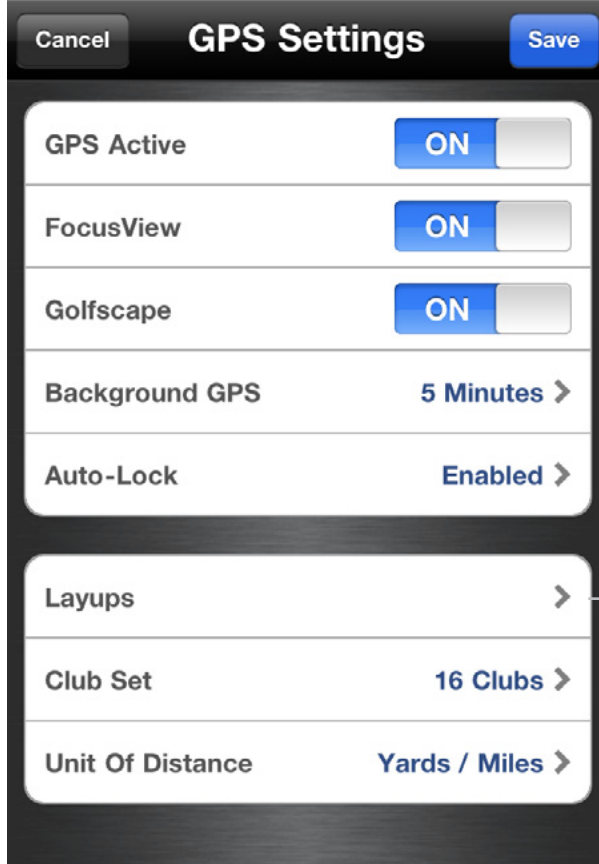 Cancel GPS Settings Save
GPS Active ON
FocusView ON
Golfscape ON
Background GPS 5 Minutes
Auto-Lock Enabled
Layups
Club Set 16 Clubs
Unit Of Distance Yards / Miles